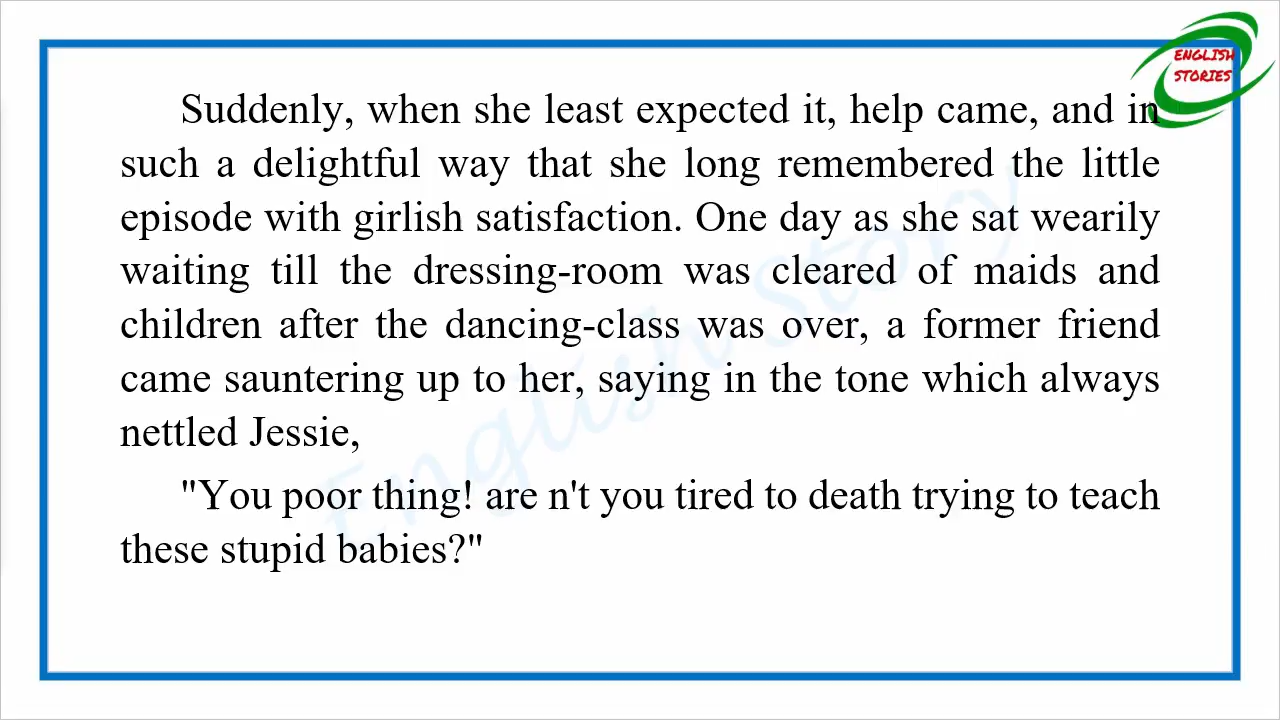 ENGLISH
STORIES
Suddenly, when she least expected it, help came, and in
such a delightful way that she long remembered the little
episode with girlish satisfaction. One day as she sat wearily
waiting till the dressing-room was cleared of maids and
children after the dancing-class was over, a former friend
came sauntering up to her, saying in the tone which always
nettled Jessie,
"You poor thing! are n't you tired to death trying to teach
these stupid babies?"
English Story